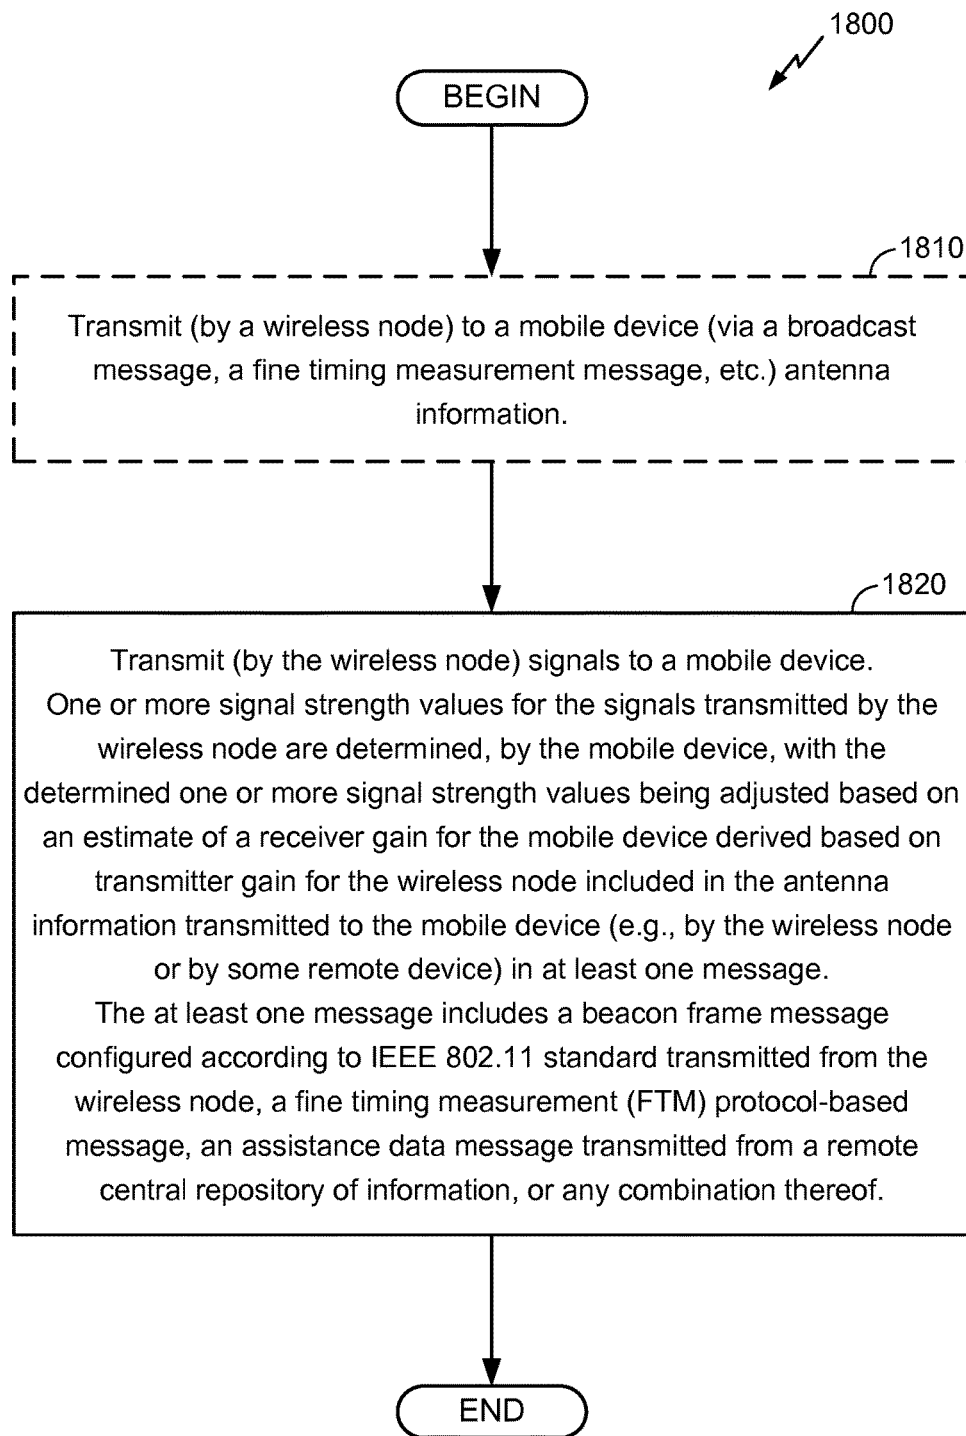 1800
BEGIN
1810
Transmit (by a wireless node) to a mobile device (via a broadcast
message, a fine timing measurement message, etc.) antenna
information.
1820
Transmit (by the wireless node) signals to a mobile device.
One or more signal strength values for the signals transmitted by the
wireless node are determined, by the mobile device, with the
determined one or more signal strength values being adjusted based on
an estimate of a receiver gain for the mobile device derived based on
transmitter gain for the wireless node included in the antenna
information transmitted to the mobile device (e.g., by the wireless node
or by some remote device) in at least one message.
The at least one message includes a beacon frame message
configured according to IEEE 802.11 standard transmitted from the
wireless node, a fine timing measurement (FTM) protocol-based
message, an assistance data message transmitted from a remote
central repository of information, or any combination thereof.
END